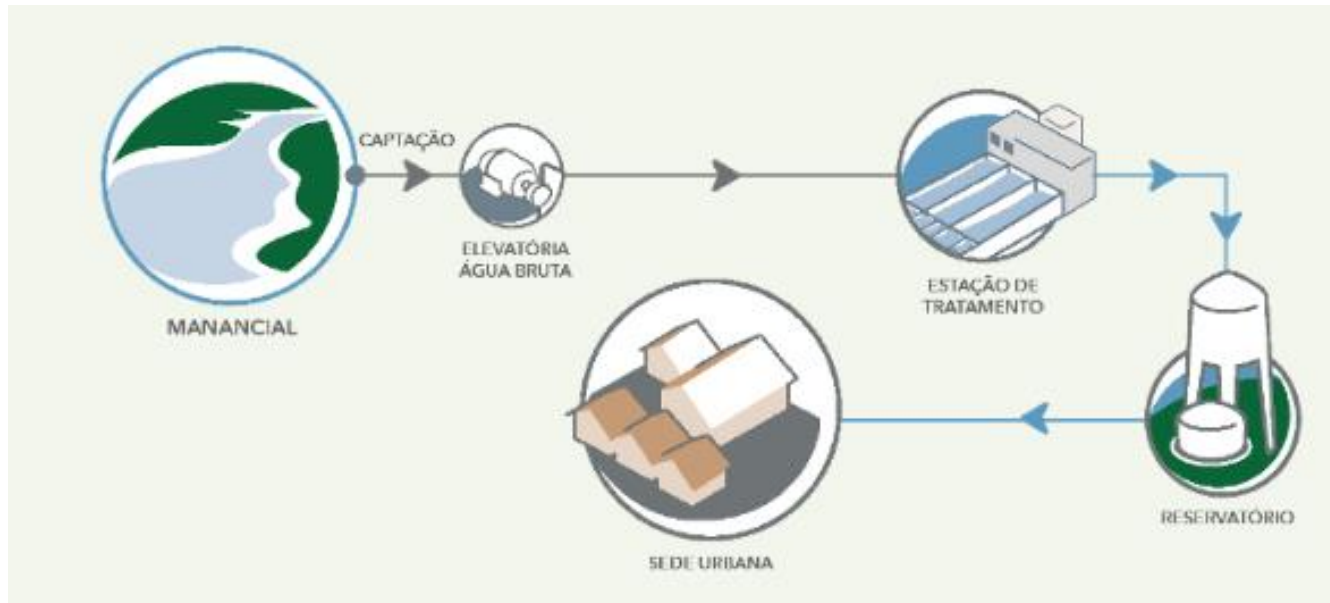 CAPTAÇÃO
ELEVATÓRIA
ÁGUA BRUTA
MANANCIAL
ESTAÇÃO DE
TRATAMENTO
RESERVATÓRIO
SEDE URBANA